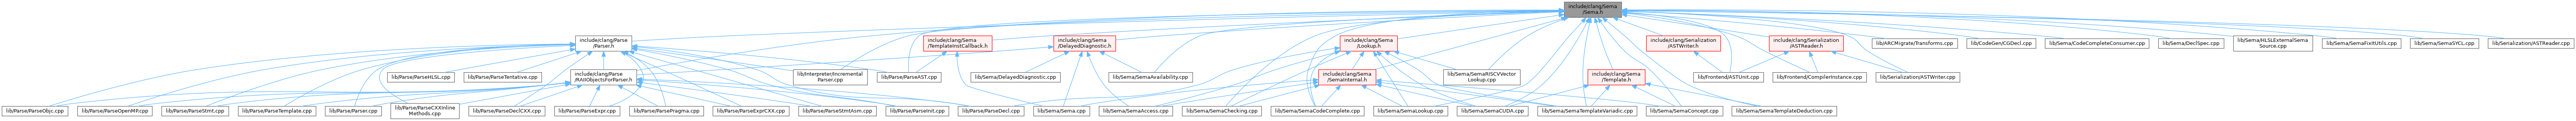 include/clang/Sema
/Sema.h
include/clang/Parse
/Parser.h
include/clang/Sema
/TemplateInstCallback.h
include/clang/Sema
/DelayedDiagnostic.h
include/clang/Sema
/Lookup.h
include/clang/Serialization
/ASTWriter.h
include/clang/Serialization
/ASTReader.h
lib/ARCMigrate/Transforms.cpp
lib/CodeGen/CGDecl.cpp
lib/Sema/CodeCompleteConsumer.cpp
lib/Sema/DeclSpec.cpp
lib/Sema/HLSLExternalSema
Source.cpp
lib/Sema/SemaFixItUtils.cpp
lib/Sema/SemaSYCL.cpp
lib/Serialization/ASTReader.cpp
lib/Parse/ParseHLSL.cpp
lib/Parse/ParseTentative.cpp
include/clang/Parse
/RAIIObjectsForParser.h
lib/Interpreter/Incremental
Parser.cpp
lib/Parse/ParseAST.cpp
lib/Sema/DelayedDiagnostic.cpp
lib/Sema/SemaAvailability.cpp
include/clang/Sema
/SemaInternal.h
lib/Sema/SemaRISCVVector
Lookup.cpp
include/clang/Sema
/Template.h
lib/Frontend/ASTUnit.cpp
lib/Frontend/CompilerInstance.cpp
lib/Serialization/ASTWriter.cpp
lib/Parse/ParseObjc.cpp
lib/Parse/ParseOpenMP.cpp
lib/Parse/ParseStmt.cpp
lib/Parse/ParseTemplate.cpp
lib/Parse/Parser.cpp
lib/Parse/ParseCXXInline
Methods.cpp
lib/Parse/ParseDeclCXX.cpp
lib/Parse/ParseExpr.cpp
lib/Parse/ParsePragma.cpp
lib/Parse/ParseExprCXX.cpp
lib/Parse/ParseStmtAsm.cpp
lib/Parse/ParseInit.cpp
lib/Parse/ParseDecl.cpp
lib/Sema/Sema.cpp
lib/Sema/SemaAccess.cpp
lib/Sema/SemaChecking.cpp
lib/Sema/SemaCodeComplete.cpp
lib/Sema/SemaLookup.cpp
lib/Sema/SemaCUDA.cpp
lib/Sema/SemaTemplateVariadic.cpp
lib/Sema/SemaConcept.cpp
lib/Sema/SemaTemplateDeduction.cpp